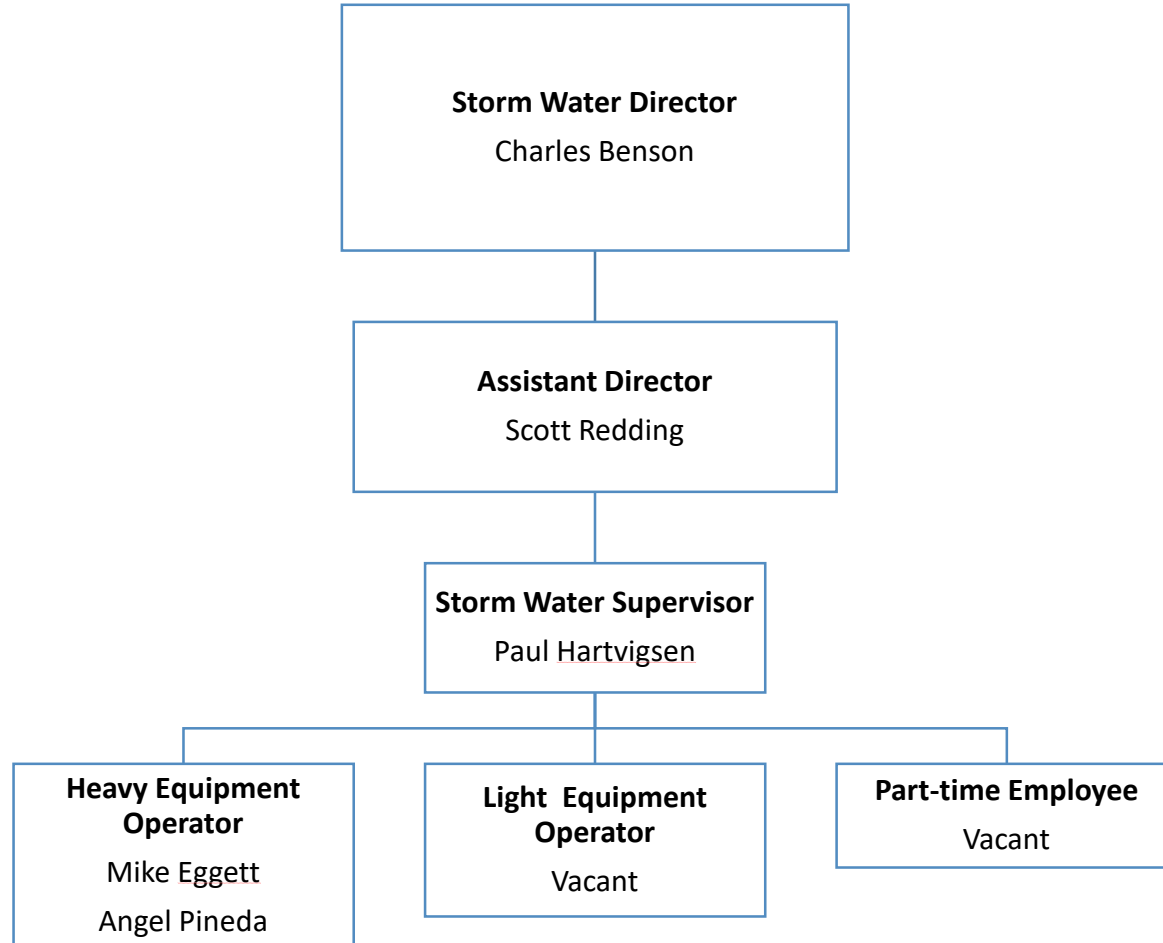 Storm Water Director
Charles Benson
Assistant Director
Scott Redding
Storm Water Supervisor
Paul Hartvigsen
Heavy Equipment
Operator
Mike Eggett
Angel Pineda
Light  Equipment
Operator
Vacant
Part-time Employee
Vacant